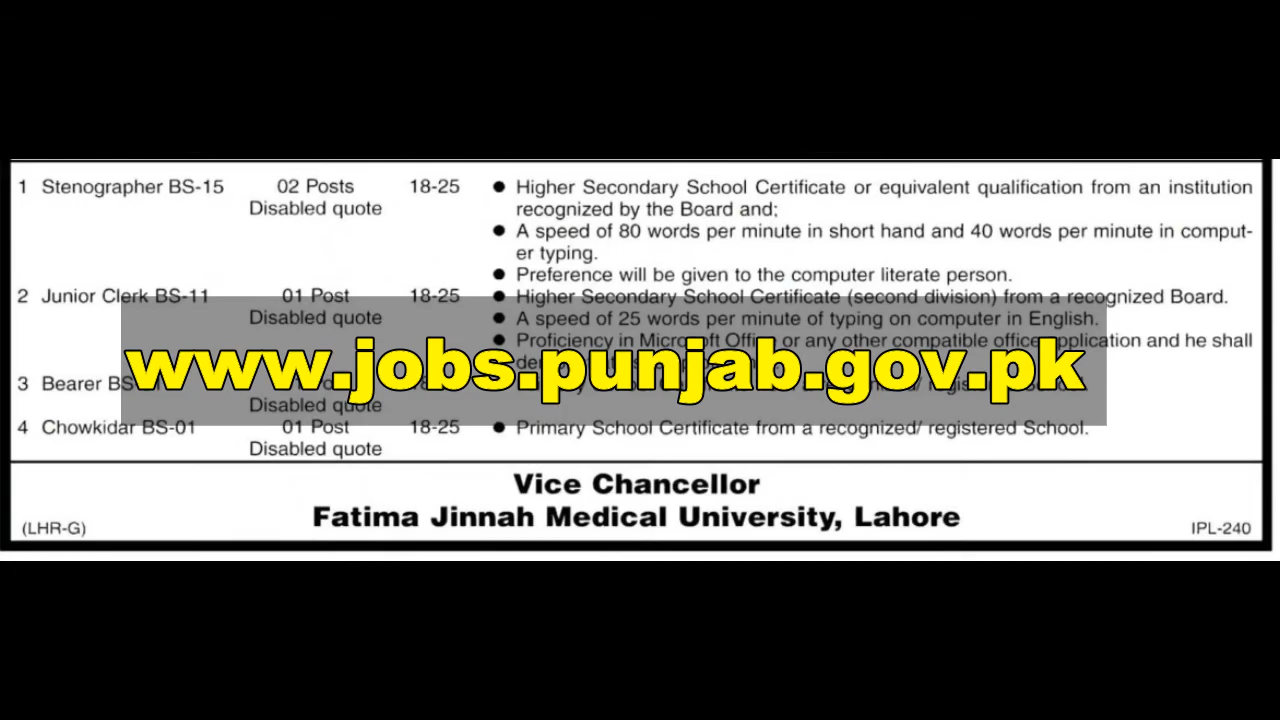 1 Stenographer BS-15 02 Posts 18-25 ● Higher Secondary School Certificate or equivalent qualification from an institution
Disabled quote recognized by the Board and;
● A speed of 80 words per minute in short hand and 40 words per minute in comput-
er typing.
● Preference will be given to the computer literate person.
2 Junior Clerk BS-11 01 Post 18-25 ● Higher Secondary School Certificate (second division) from a recognized Board.
Disabled quote ● A speed of 25 words per minute of typing on computer in English.
● Proficiency in Microsoft Office or any other compatible office application and he shall
www.jobs.punjab.gov.pk
3 Bearer
Disabled quote
4 Chowkidar BS-01 01 Post 18-25 ● Primary School Certificate from a recognized/ registered School.
Disabled quote
Vice Chancellor
Fatima Jinnah Medical University, Lahore
(LHR-G) IPL-240